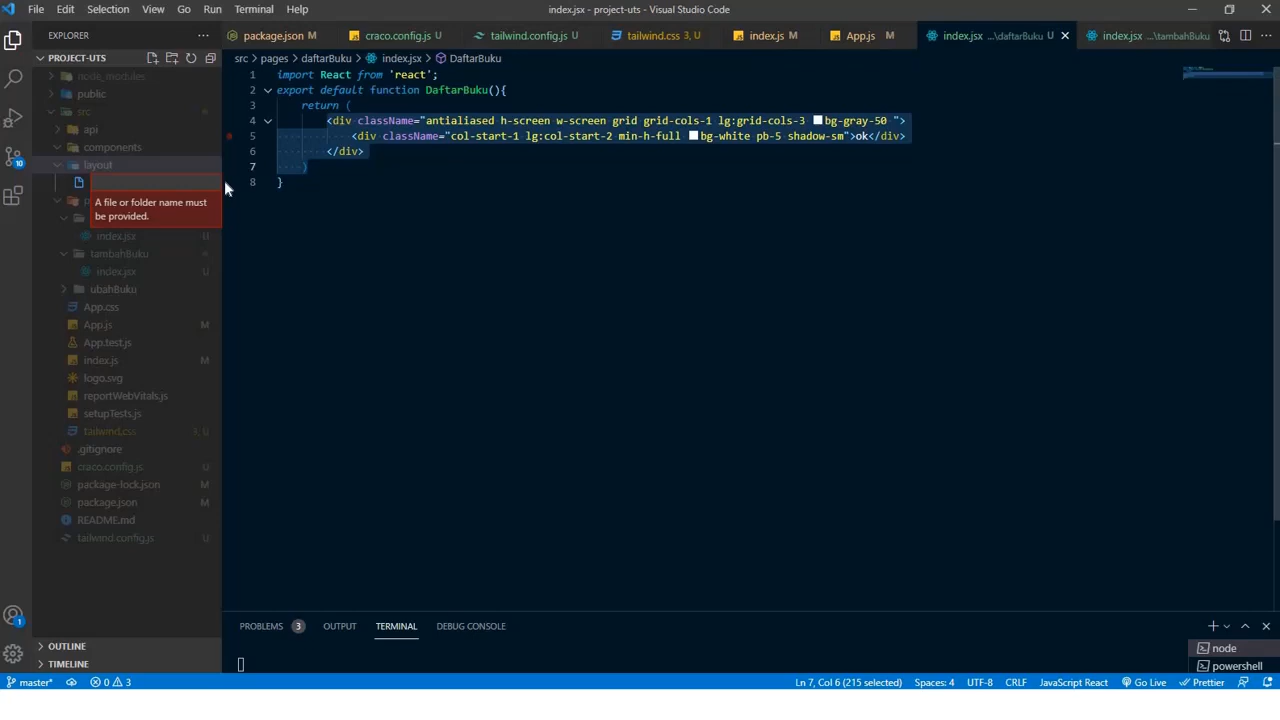 File Edit Selection View Go Run Terminal Help
index.jsx - project-uts - Visual Studio Code
EXPLORER
PROJECT-UTS
node_modules
public
src
api
components
layout
A file or folder name must
be provided.
index.jsx U
tambahBuku
index.jsx U
ubahBuku
App.css
App.js M
App.test.js
index.js M
logo.svg
reportWebVitals.js
setupTests.js
tailwind.css 3, U
.gitignore
craco.config.js U
package-lock.json M
package.json M
README.md
tailwind.config.js U
OUTLINE
TIMELINE
package.json M craco.config.js U tailwind.config.js U tailwind.css 3, U index.js M App.js M index.jsx ...\daftarBuku U index.jsx ...\tambahBuku
src > pages > daftarBuku > index.jsx > DaftarBuku
1 import React from 'react';
2 export default function DaftarBuku(){
3 return (
4 <div className="antialiased h-screen w-screen grid grid-cols-1 lg:grid-cols-3 bg-gray-50 ">
5 <div className="col-start-1 lg:col-start-2 min-h-full bg-white pb-5 shadow-sm">ok</div>
6 </div>
7 )
8 }
PROBLEMS 3 OUTPUT TERMINAL DEBUG CONSOLE
node
powershell
10
1
master* 0 3 Ln 7, Col 6 (215 selected) Spaces: 4 UTF-8 CRLF JavaScript React Go Live Prettier